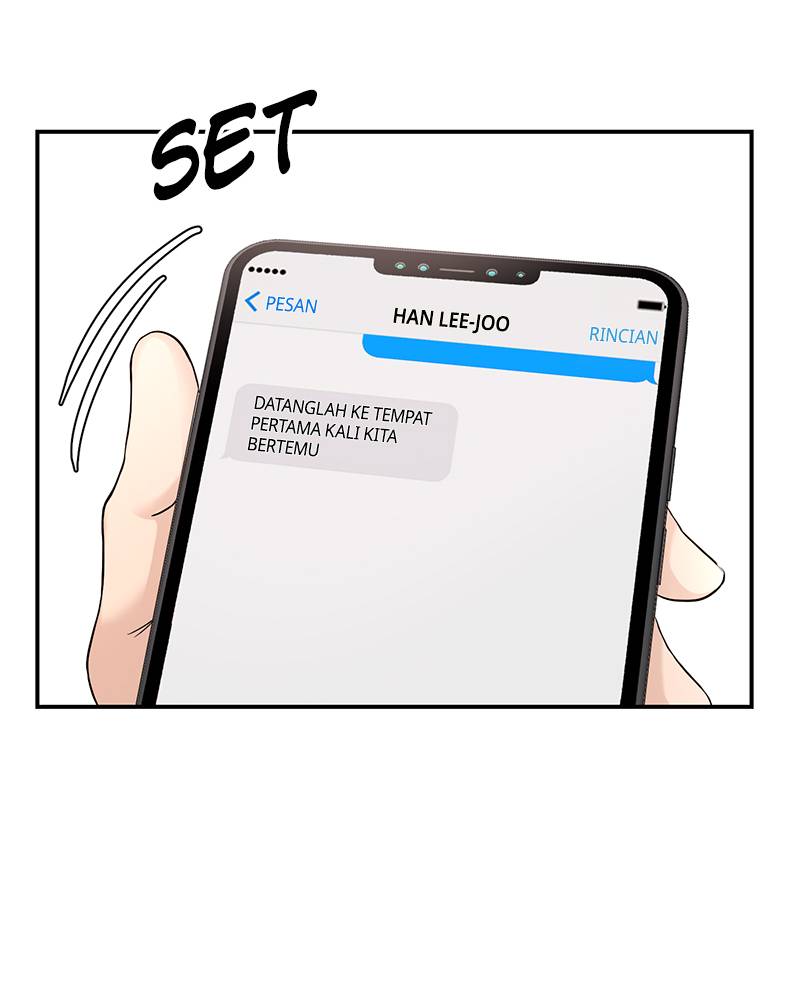 SET
PESAN
HAN LEE-JOO
RINCIAN
DATANGLAH KE TEMPAT
PERTAMA KALI KITA
BERTEMU